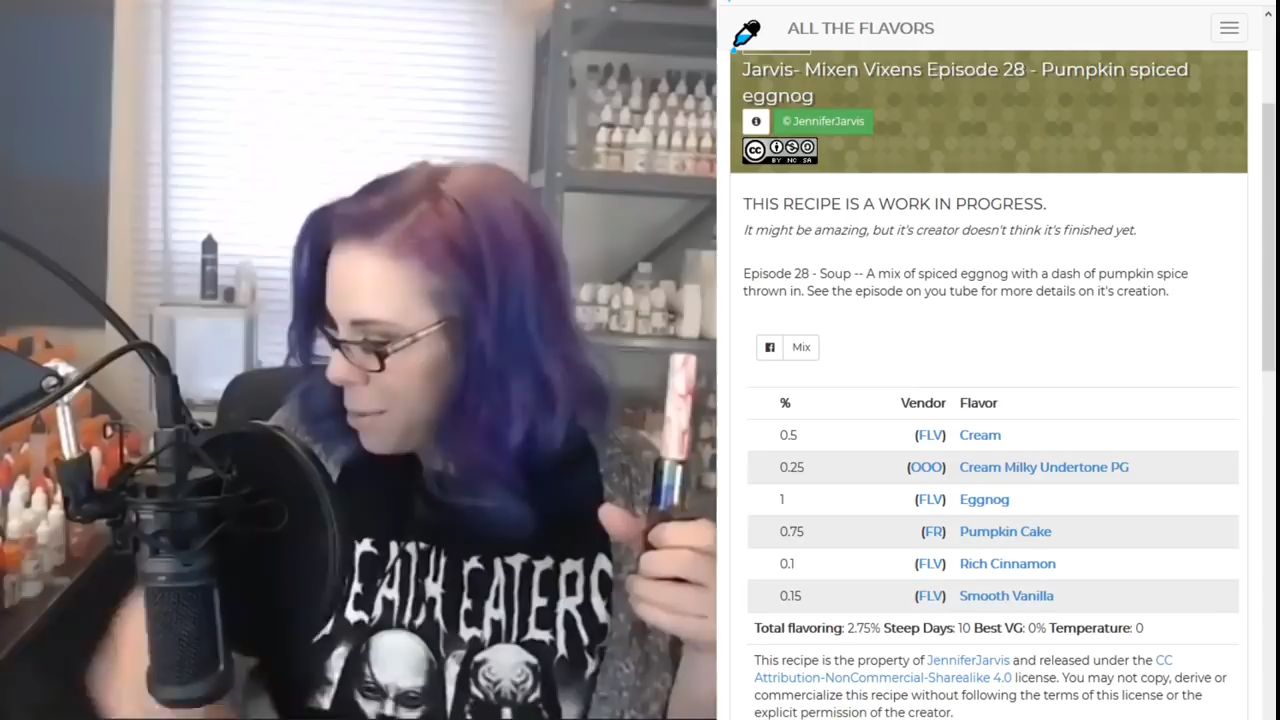 ALL THE FLAVORS
Jarvis- Mixen Vixens Episode 28 - Pumpkin spiced
eggnog
© JenniferJarvis
CC BY NC SA
THIS RECIPE IS A WORK IN PROGRESS.
It might be amazing, but it's creator doesn't think it's finished yet.
Episode 28 - Soup -- A mix of spiced eggnog with a dash of pumpkin spice
thrown in. See the episode on you tube for more details on it's creation.
Mix
% Vendor Flavor
0.5 (FLV) Cream
0.25 (OOO) Cream Milky Undertone PG
1 (FLV) Eggnog
0.75 (FR) Pumpkin Cake
0.1 (FLV) Rich Cinnamon
0.15 (FLV) Smooth Vanilla
Total flavoring: 2.75% Steep Days: 10 Best VG: 0% Temperature: 0
This recipe is the property of JenniferJarvis and released under the CC
Attribution-NonCommercial-Sharealike 4.0 license. You may not copy, derive or
commercialize this recipe without following the terms of this license or the
explicit permission of the creator.
EATH EATERS